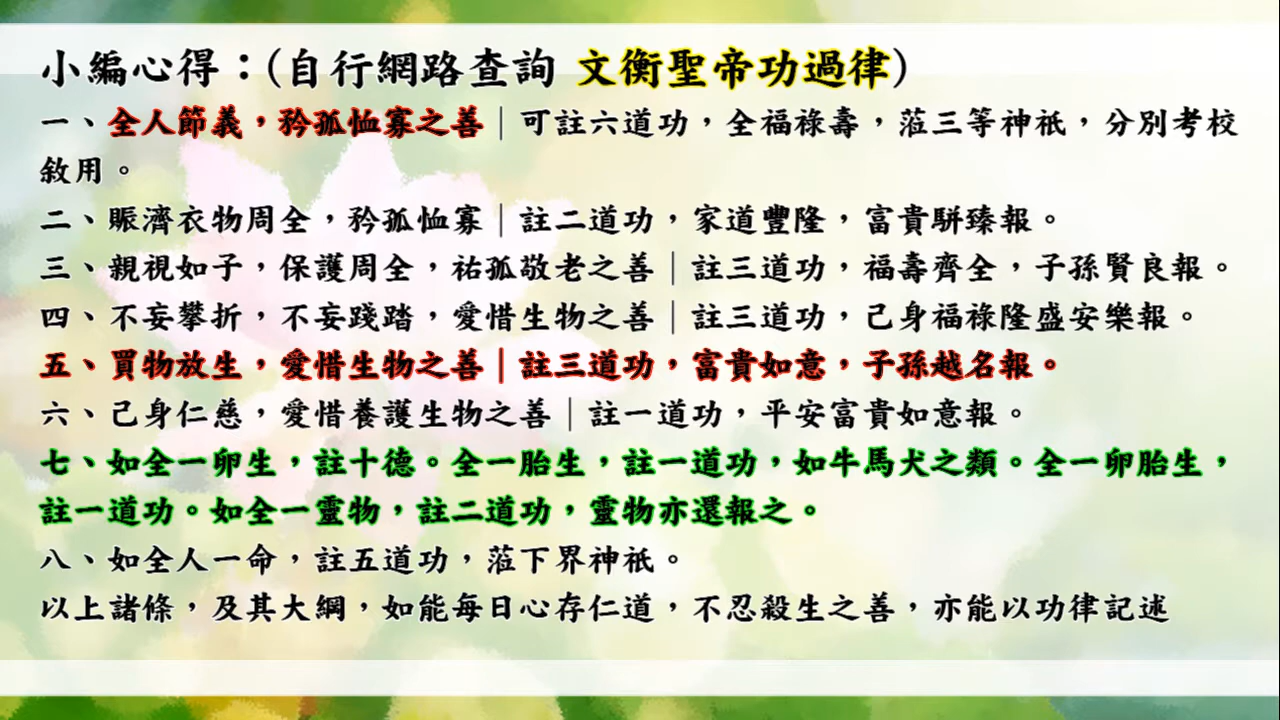 小編心得：(自行網路查詢 文衡聖帝功過律)
一、全人節義，矜孤恤寡之善｜可註六道功，全福祿壽，蒞三等神祇，分別考校
敘用。
二、賑濟衣物周全，矜孤恤寡｜註二道功，家道豐隆，富貴駢臻報。
三、親視如子，保護周全，祐孤敬老之善｜註三道功，福壽齊全，子孫賢良報。
四、不妄攀折，不妄踐踏，愛惜生物之善｜註三道功，己身福祿隆盛安樂報。
五、買物放生，愛惜生物之善｜註三道功，富貴如意，子孫越名報。
六、己身仁慈，愛惜養護生物之善｜註一道功，平安富貴如意報。
七、如全一卵生，註十德。全一胎生，註一道功，如牛馬犬之類。全一卵胎生，
註一道功。如全一靈物，註二道功，靈物亦還報之。
八、如全人一命，註五道功，蒞下界神祇。
以上諸條，及其大綱，如能每日心存仁道，不忍殺生之善，亦能以功律記述